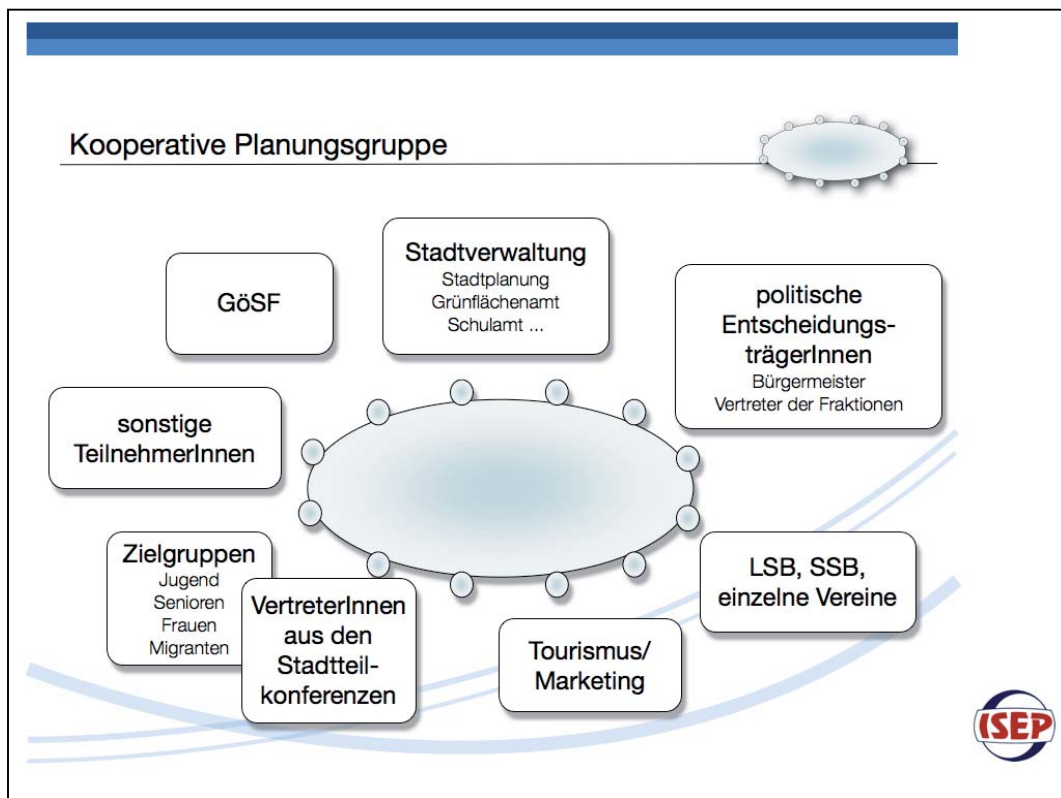 Kooperative Planungsgruppe
GöSF
Stadtverwaltung
Stadtplanung
Grünflächenamt
Schulamt ...
politische
Entscheidungs-
trägerInnen
Bürgermeister
Vertreter der Fraktionen
sonstige
TeilnehmerInnen
Zielgruppen
Jugend
Senioren
Frauen
Migranten
VertreterInnen
aus den
Stadtteil-
konferenzen
Tourismus/
Marketing
LSB, SSB,
einzelne Vereine
ISEP